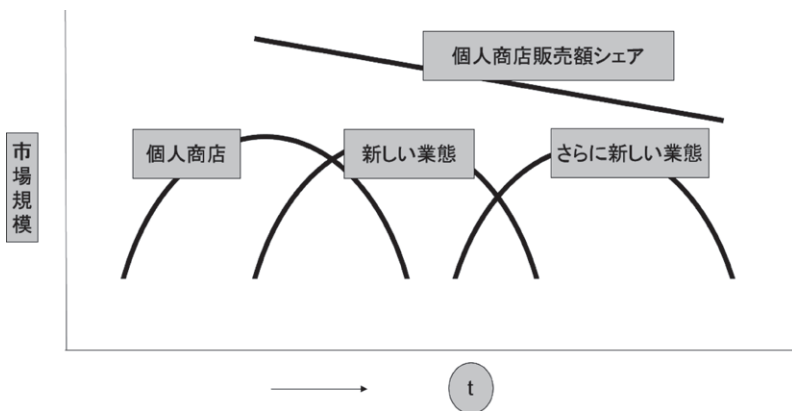 個人商店販売額シェア
個人商店
新しい業態
さらに新しい業態
市場規模
t